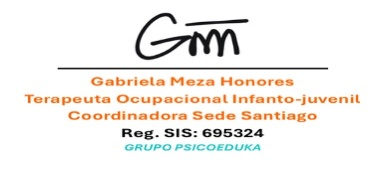 Gabriela Meza Honores
Terapeuta Ocupacional Infanto-juvenil
Coordinadora Sede Santiago
Reg. SIS: 695324
GRUPO PSICOEDUKA